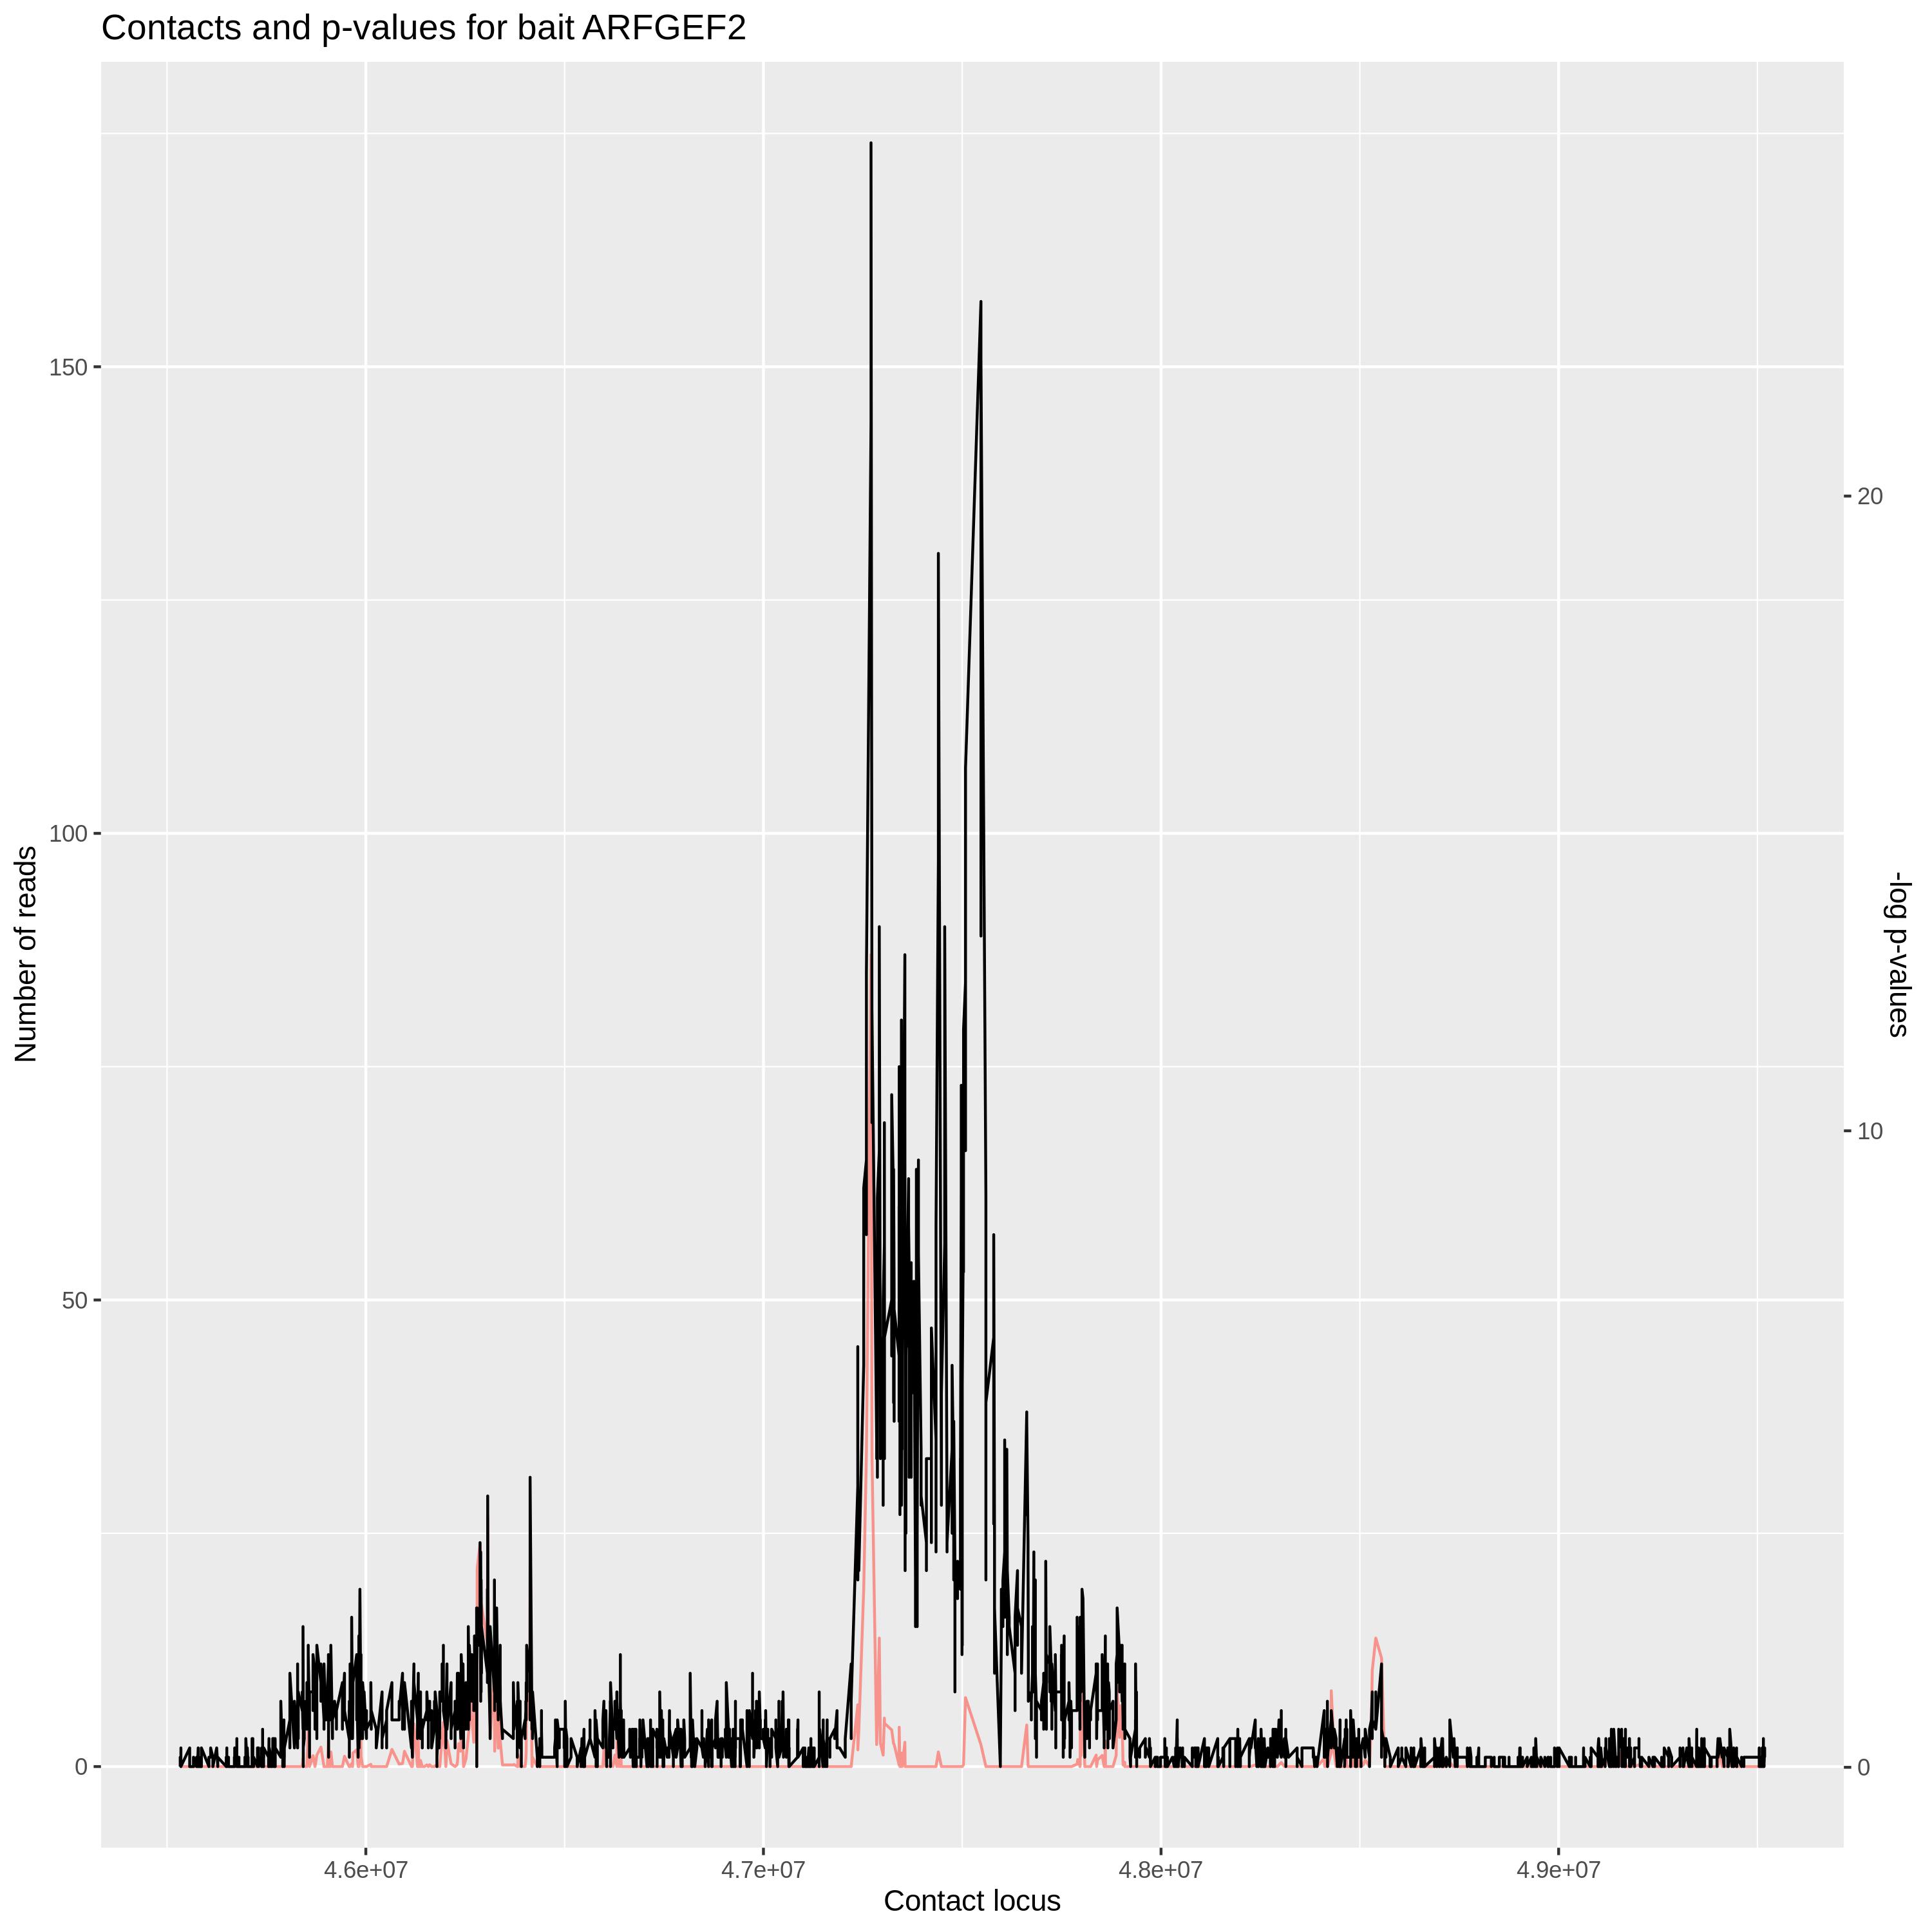 Contacts and p-values for bait ARFGEF2
150
100
50
0
20
10
0
Number of reads
-log p-values
4.6e+07
4.7e+07
4.8e+07
4.9e+07
Contact locus